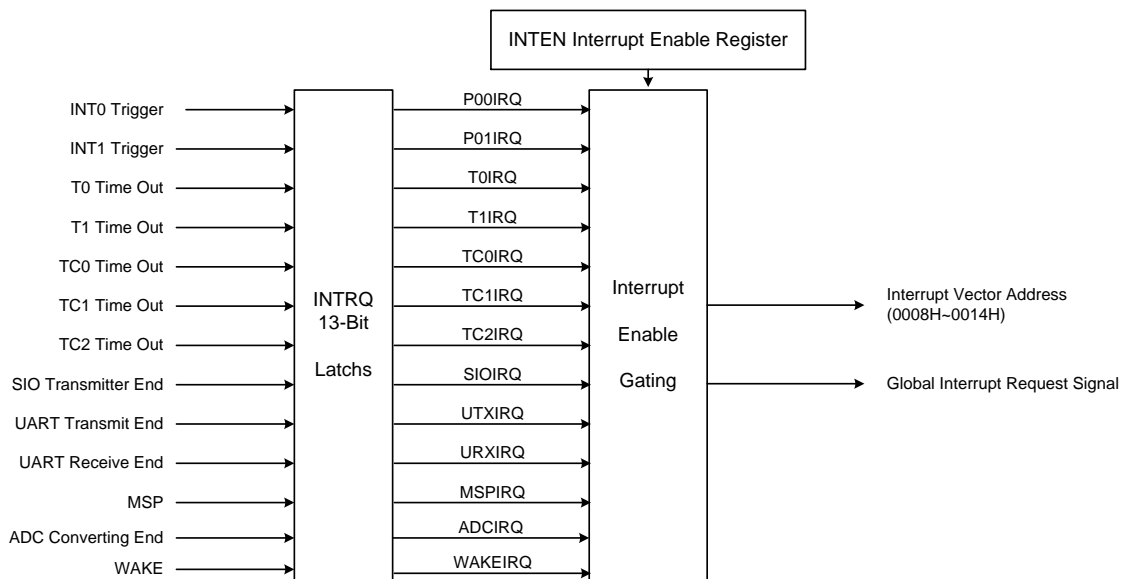 INTEN Interrupt Enable Register
INT0 Trigger
INT1 Trigger
T0 Time Out
T1 Time Out
TC0 Time Out
TC1 Time Out
TC2 Time Out
SIO Transmitter End
UART Transmit End
UART Receive End
MSP
ADC Converting End
WAKE
INTRQ
13-Bit
Latchs
P00IRQ
P01IRQ
T0IRQ
T1IRQ
TC0IRQ
TC1IRQ
TC2IRQ
SIOIRQ
UTXIRQ
URXIRQ
MSPIRQ
ADCIRQ
WAKEIRQ
Interrupt
Enable
Gating
Interrupt Vector Address
(0008H~0014H)
Global Interrupt Request Signal